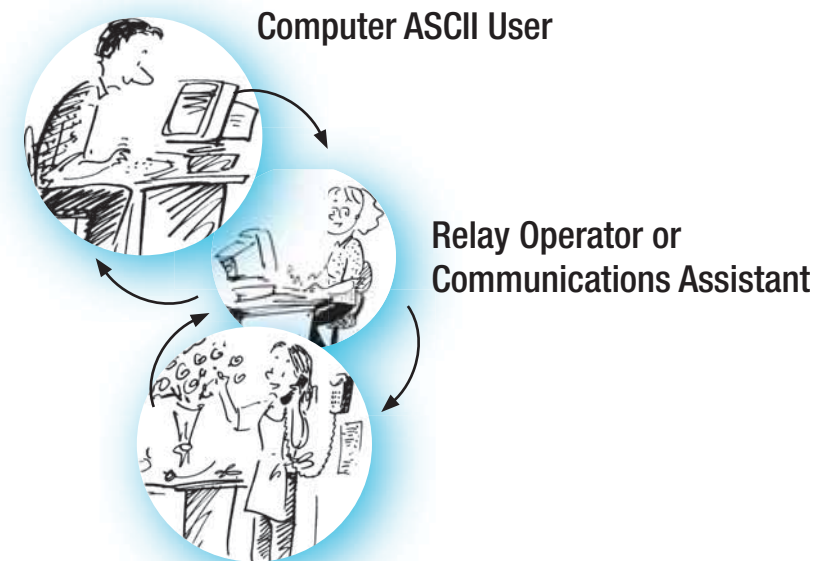 Computer ASCII User
Relay Operator or
Communications Assistant